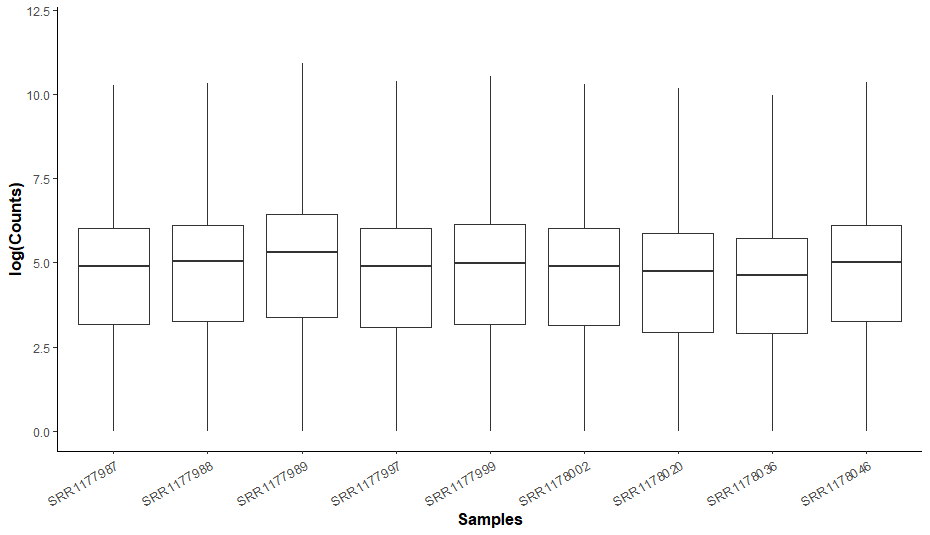 12.5
10.0
7.5
5.0
2.5
0.0
log(Counts)
SRR1177987
SRR1177988
SRR1177989
SRR1177997
SRR1177999
SRR1178002
SRR1178020
SRR1178036
SRR1178046
Samples